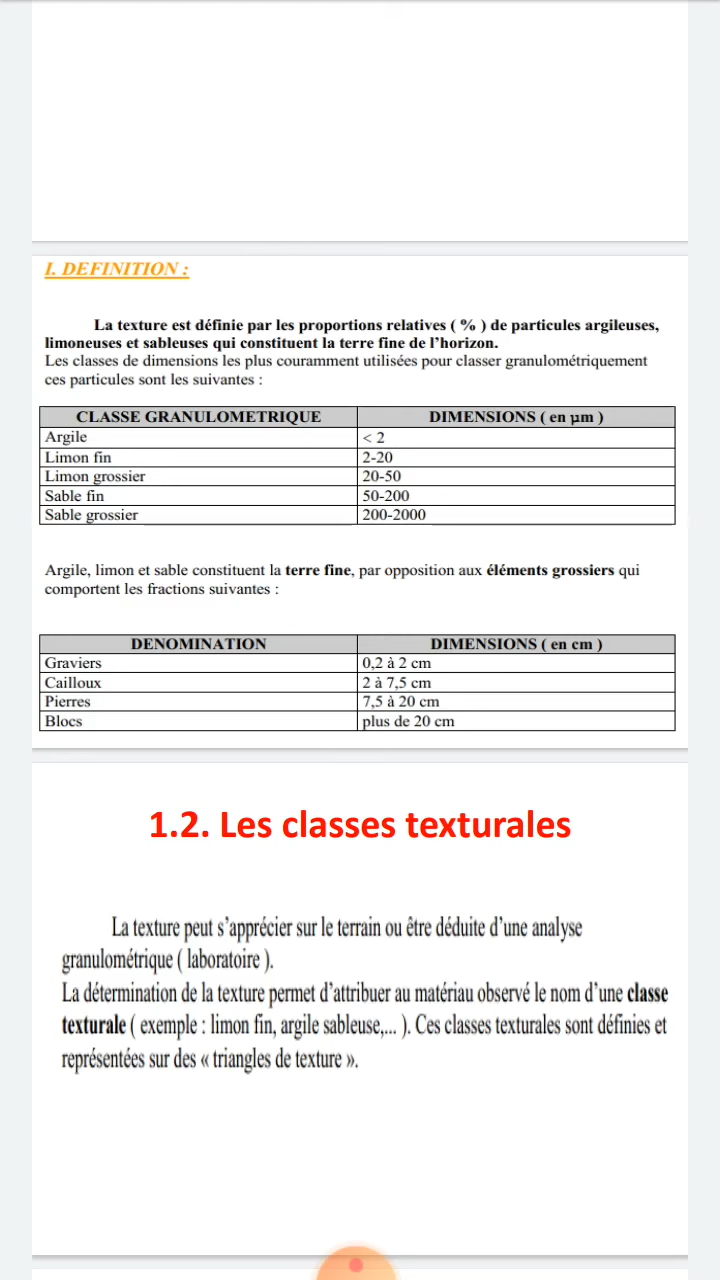 I. DEFINITION :
La texture est définie par les proportions relatives ( % ) de particules argileuses,
limoneuses et sableuses qui constituent la terre fine de l'horizon.
Les classes de dimensions les plus couramment utilisées pour classer granulométriquement
ces particules sont les suivantes :
CLASSE GRANULOMETRIQUE DIMENSIONS ( en µm )
Argile < 2
Limon fin 2-20
Limon grossier 20-50
Sable fin 50-200
Sable grossier 200-2000
Argile, limon et sable constituent la terre fine, par opposition aux éléments grossiers qui
comportent les fractions suivantes :
DENOMINATION DIMENSIONS ( en cm )
Graviers 0,2 à 2 cm
Cailloux 2 à 7,5 cm
Pierres 7,5 à 20 cm
Blocs plus de 20 cm
1.2. Les classes texturales
La texture peut s'apprécier sur le terrain ou être déduite d'une analyse
granulométrique ( laboratoire ).
La détermination de la texture permet d'attribuer au matériau observé le nom d'une classe
texturale ( exemple : limon fin, argile sableuse,... ). Ces classes texturales sont définies et
représentées sur des « triangles de texture ».